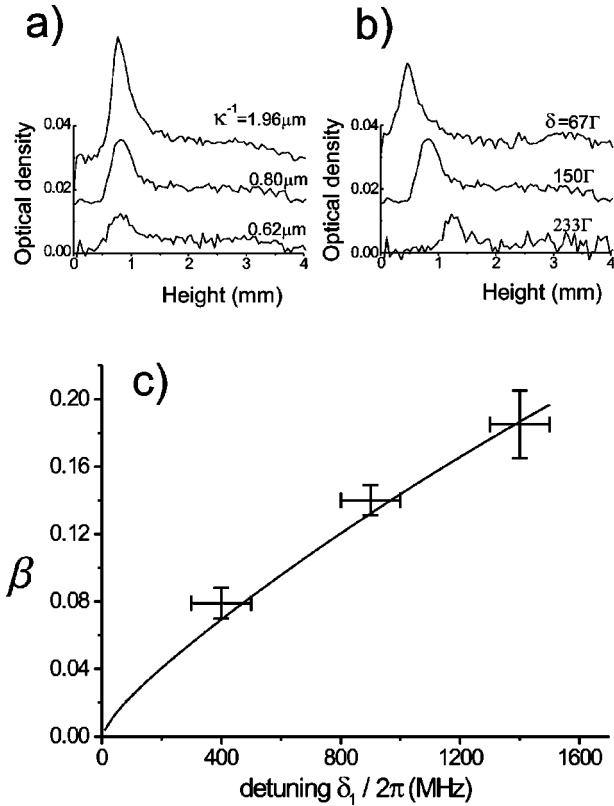 a)
κ⁻¹=1.96μm
0.80μm
0.62μm
Optical density
0.04
0.02
0.00
0 1 2 3 4
Height (mm)
b)
δ=67Γ
150Γ
233Γ
Optical density
0.04
0.02
0.00
0 1 2 3 4
Height (mm)
c)
β
0.20
0.16
0.12
0.08
0.04
0.00
0 400 800 1200 1600
detuning δ₁ / 2π (MHz)